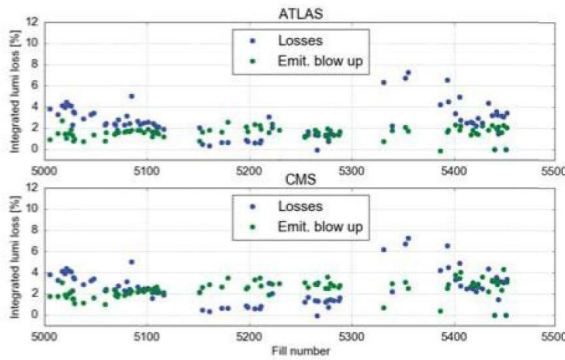 ATLAS
Integrated lumi loss [%]
12
10
8
6
4
2
0
Losses
Emit. blow up
5000 5100 5200 5300 5400 5500
CMS
Integrated lumi loss [%]
12
10
8
6
4
2
0
Losses
Emit. blow up
5000 5100 5200 5300 5400 5500
Fill number